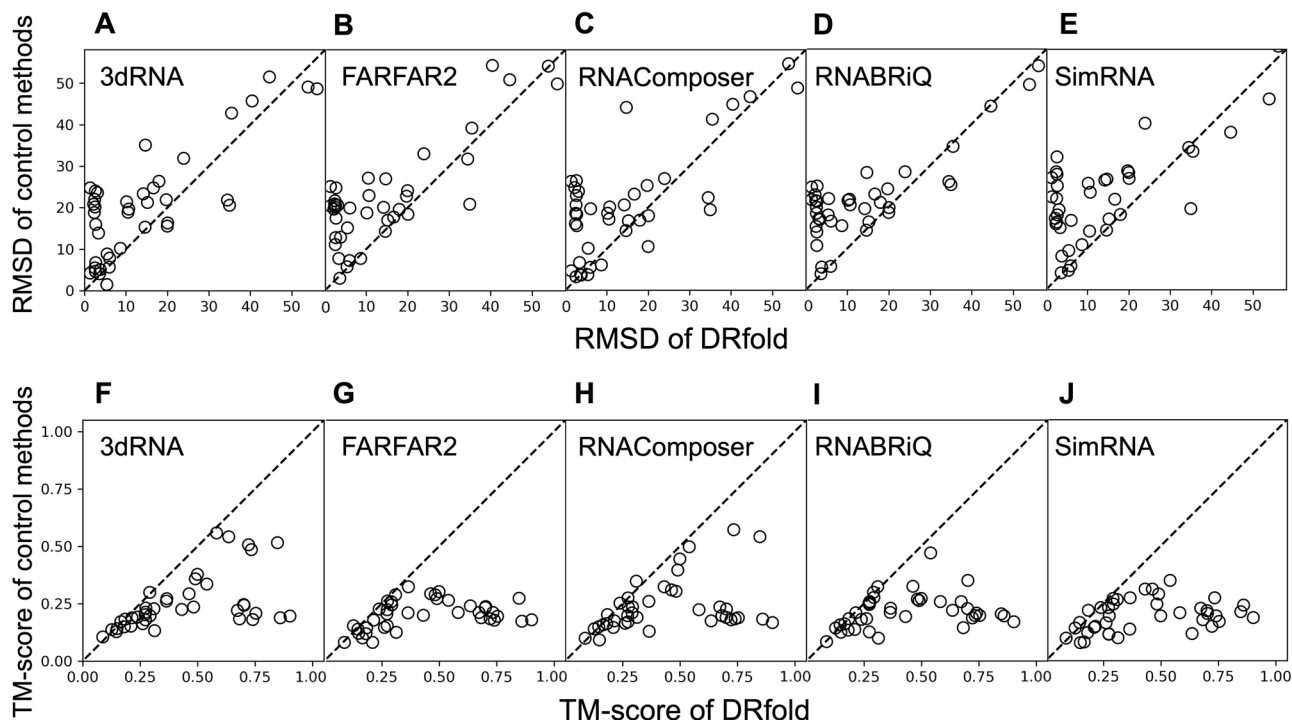 A B C D E
RMSD of control methods
3dRNA FARFAR2 RNAComposer RNABRiQ SimRNA
50
40
30
20
10
0
0 10 20 30 40 50 0 10 20 30 40 50 0 10 20 30 40 50 0 10 20 30 40 50 0 10 20 30 40 50
RMSD of DRfold
F G H I J
TM-score of control methods
3dRNA FARFAR2 RNAComposer RNABRiQ SimRNA
1.00
0.75
0.50
0.25
0.00
0.00 0.25 0.50 0.75 1.00 0.25 0.50 0.75 1.00 0.25 0.50 0.75 1.00 0.25 0.50 0.75 1.00 0.25 0.50 0.75 1.00
TM-score of DRfold